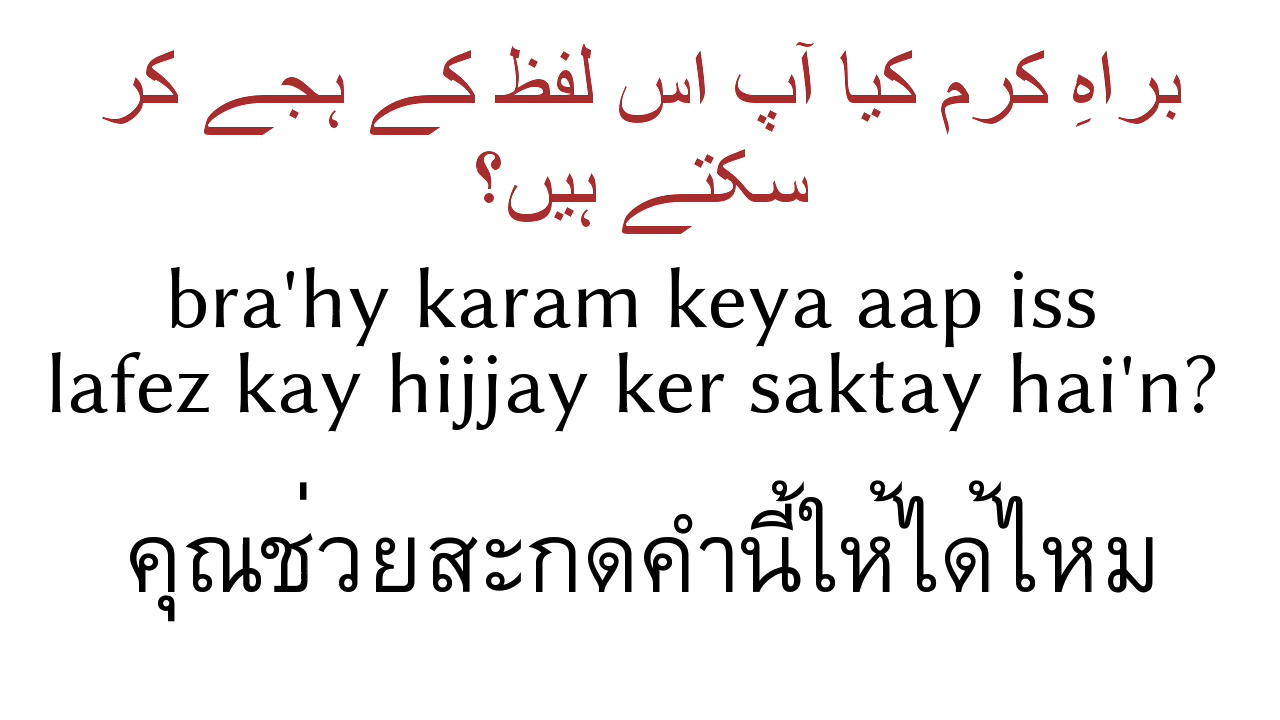 براہِ کرم کیا آپ اس لفظ کے ہجے کر
سکتے ہیں؟
bra'hy karam keya aap iss
lafez kay hijjay ker saktay hai'n?
คุณช่วยสะกดคำนี้ให้ได้ไหม